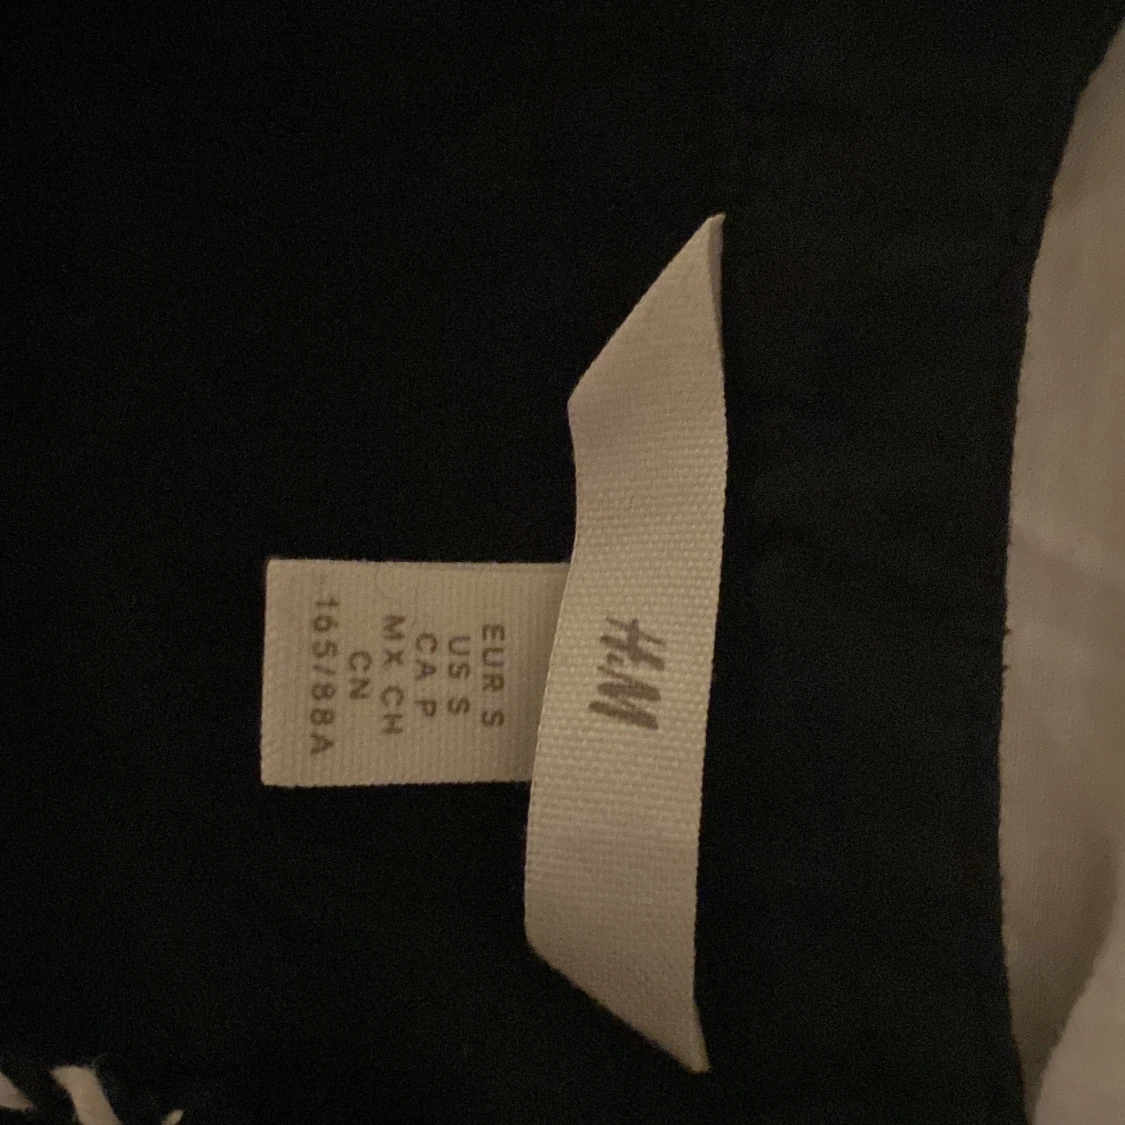 H&M
EUR S
US S
CA P
MX CH
CN
165/88A